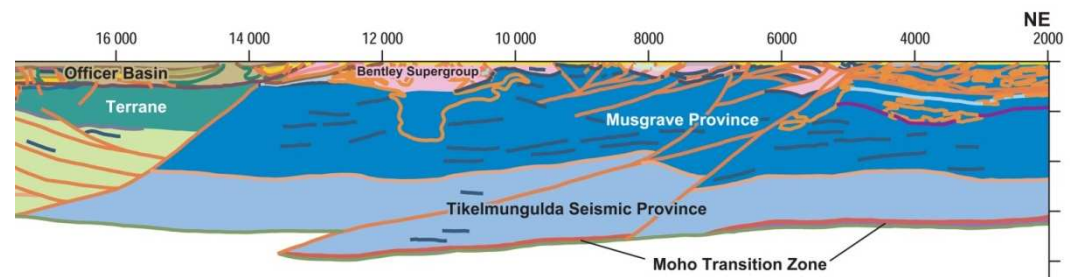 NE
16 000 14 000 12 000 10 000 8000 6000 4000 2000
Officer Basin
Bentley Supergroup
Terrane
Musgrave Province
Tikelmungulda Seismic Province
Moho Transition Zone